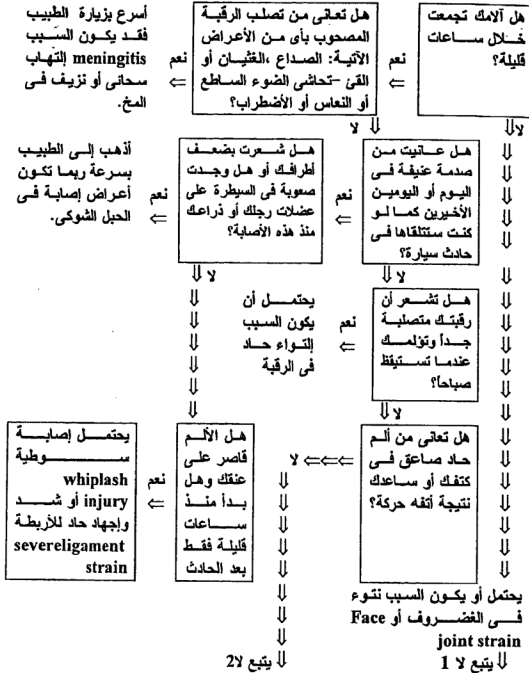 هل آلامك تجمعت
خلال ساعات
قليلة؟
نعم
⇐
هل تعانى من تصلب الرقبة
المصحوب بأى من الأعراض
الآتية: الصداع ،الغثيان أو
القئ –تحاشى الضوء الساطع
أو النعاس أو الأضطراب؟
نعم
⇐
أسرع بزيارة الطبيب
فقد يكون السبب
meningitis إلتهاب
سحائى أو نزيف فى
المخ.
لا
لا
هل عانيت من
صدمة عنيفة فى
اليوم أو اليومين
الأخيرين كما لو
كنت ستتلقاها فى
حادث سيارة؟
نعم
⇐
هل شعرت بضعف
أطرافك أو هل وجدت
صعوبة فى السيطرة على
عضلات رجلك أو ذراعك
منذ هذه الأصابة؟
نعم
⇐
أذهب إلى الطبيب
بسرعة ربما تكون
أعراض إصابة فى
الحبل الشوكى.
لا
لا
هل تشعر أن
رقبتك متصلبة
جداً وتؤلمك
عندما تستيقظ
صباحاً؟
نعم
⇐
يحتمل أن
يكون السبب
إلتواء حاد
فى الرقبة
لا
هل تعانى من ألم
حاد صاعق فى
كتفك أو ساعدك
نتيجة أتفه حركة؟
⇐⇐⇐ لا
هل الألم
قاصر على
عنقك وهل
بدأ منذ
ساعات
قليلة فقط
بعد الحادث
نعم
⇐
يحتمل إصابة
سوطية
whiplash
injury أو شد
وإجهاد حاد للأربطة
severeligament
strain
يحتمل أو يكون السبب نتوء
فى الغضروف أو Face
joint strain
⇓ يتبع لا 1
⇓ يتبع لا2